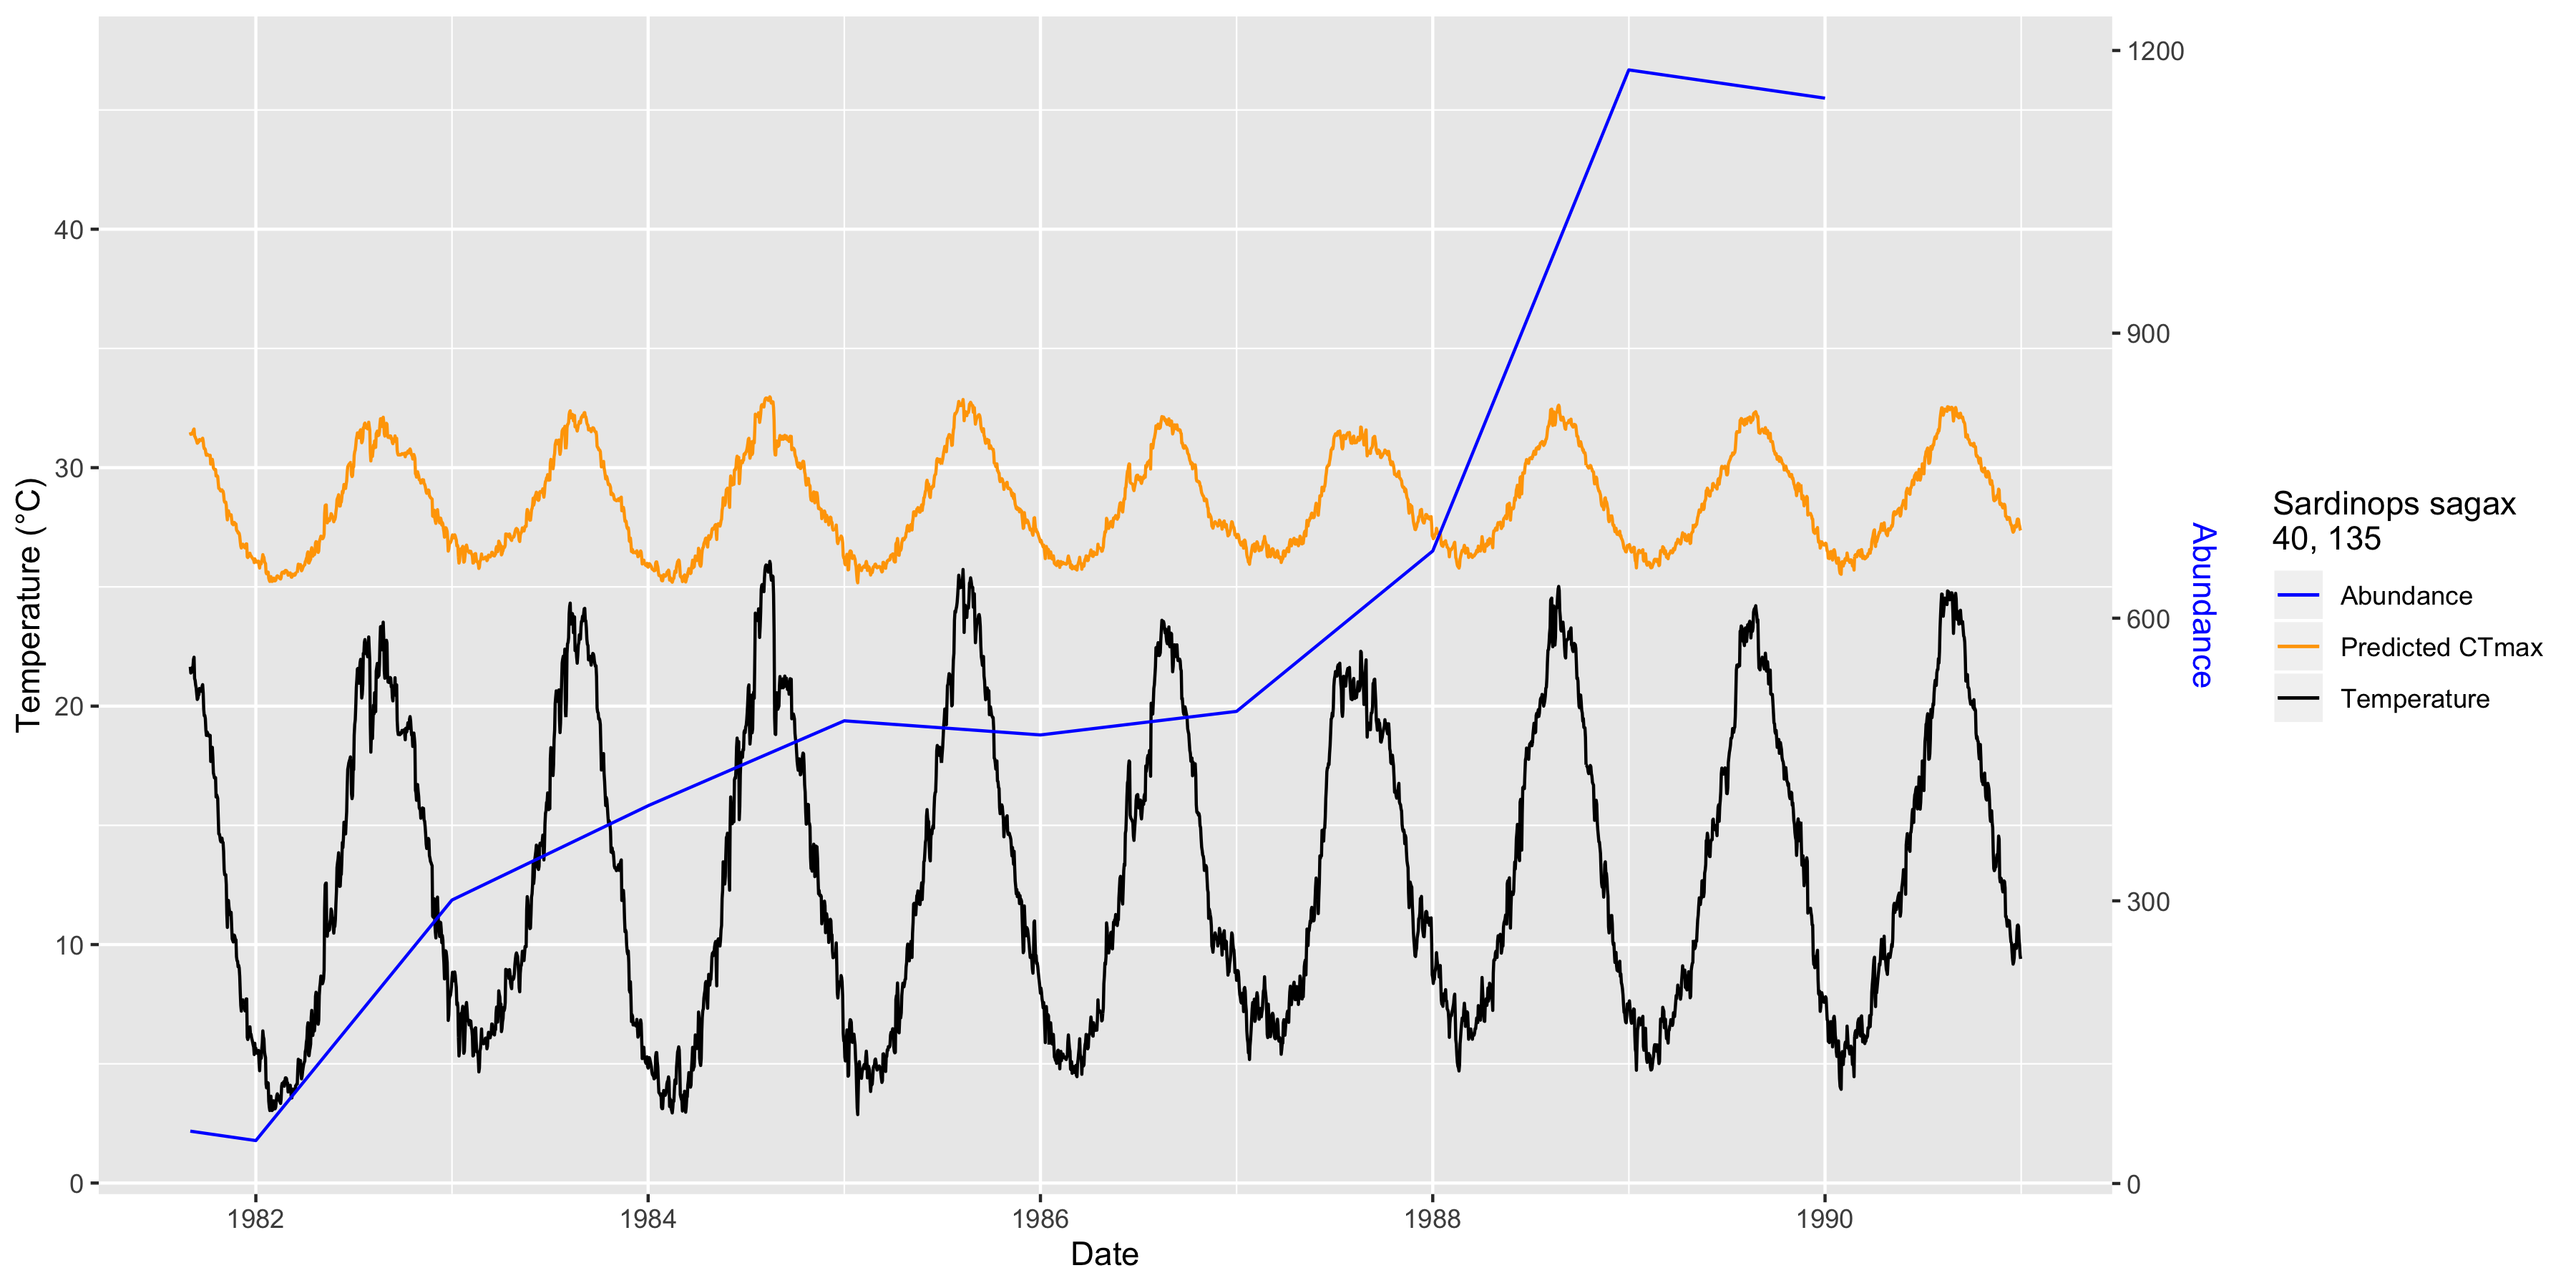 Temperature (°C)
40
30
20
10
0
1982
1984
1986
1988
1990
Date
1200
900
600
300
0
Abundance
Sardinops sagax
40, 135
Abundance
Predicted CTmax
Temperature